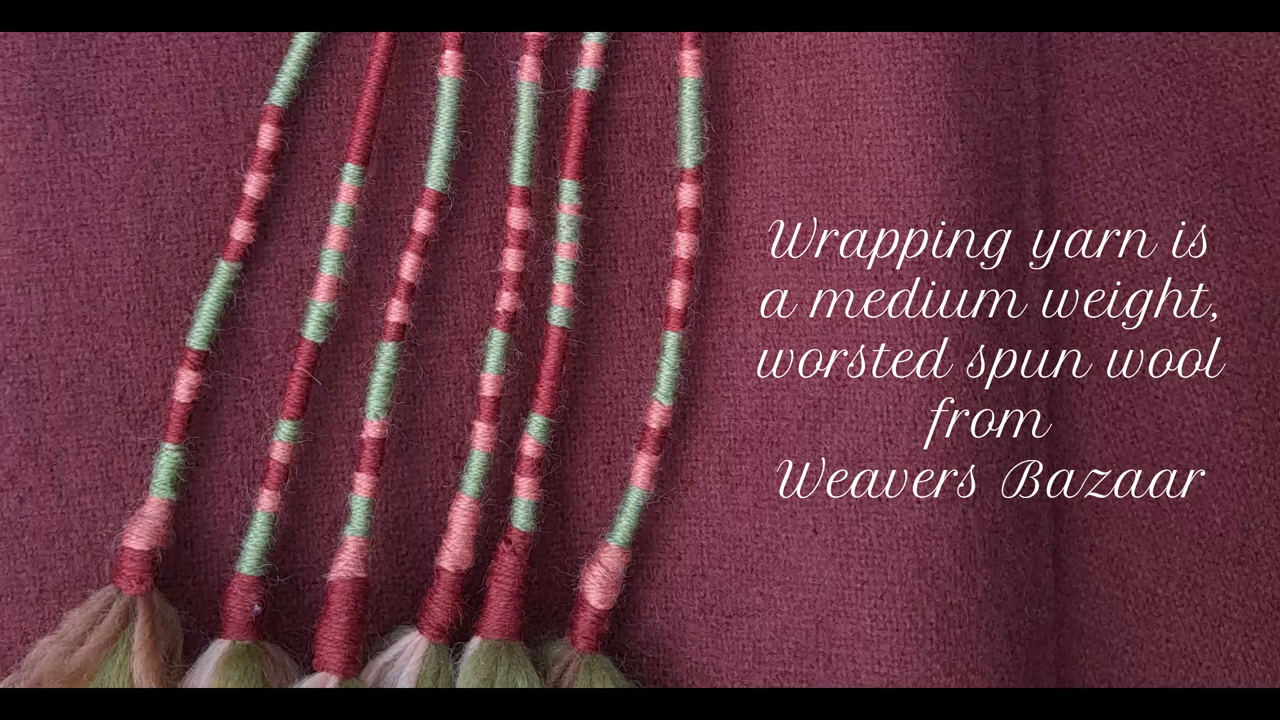 Wrapping yarn is
a medium weight,
worsted spun wool
from
Weavers Bazaar